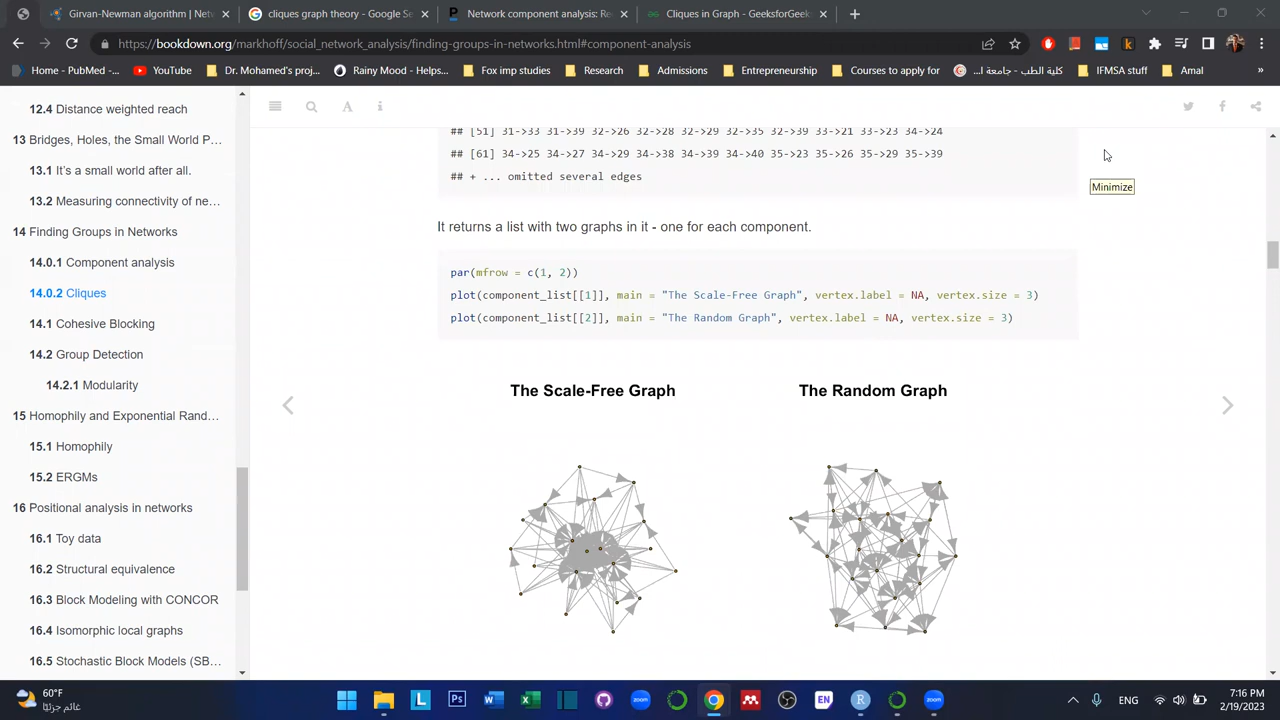 Girvan-Newman algorithm | Netw
cliques graph theory - Google Se
Network component analysis: Re
Cliques in Graph - GeeksforGeek
https://bookdown.org/markhoff/social_network_analysis/finding-groups-in-networks.html#component-analysis
Home - PubMed -...
YouTube
Dr. Mohamed's proj...
Rainy Mood - Helps...
Fox imp studies
Research
Admissions
Entrepreneurship
Courses to apply for
كلية الطب - جامعة ا...
IFMSA stuff
Amal
»
12.4 Distance weighted reach
13 Bridges, Holes, the Small World P...
13.1 It's a small world after all.
13.2 Measuring connectivity of ne...
14 Finding Groups in Networks
14.0.1 Component analysis
14.0.2 Cliques
14.1 Cohesive Blocking
14.2 Group Detection
14.2.1 Modularity
15 Homophily and Exponential Rand...
15.1 Homophily
15.2 ERGMs
16 Positional analysis in networks
16.1 Toy data
16.2 Structural equivalence
16.3 Block Modeling with CONCOR
16.4 Isomorphic local graphs
16.5 Stochastic Block Models (SB...
## [51] 31->33 31->39 32->26 32->28 32->29 32->35 32->39 33->21 33->23 34->24
## [61] 34->25 34->27 34->29 34->38 34->39 34->40 35->23 35->26 35->29 35->39
## + ... omitted several edges
Minimize
It returns a list with two graphs in it - one for each component.
par(mfrow = c(1, 2))
plot(component_list[[1]], main = "The Scale-Free Graph", vertex.label = NA, vertex.size = 3)
plot(component_list[[2]], main = "The Random Graph", vertex.label = NA, vertex.size = 3)
The Scale-Free Graph
The Random Graph
60°F
غائم جزئيًا
zoom
EN
R
zoom
ENG
7:16 PM
2/19/2023